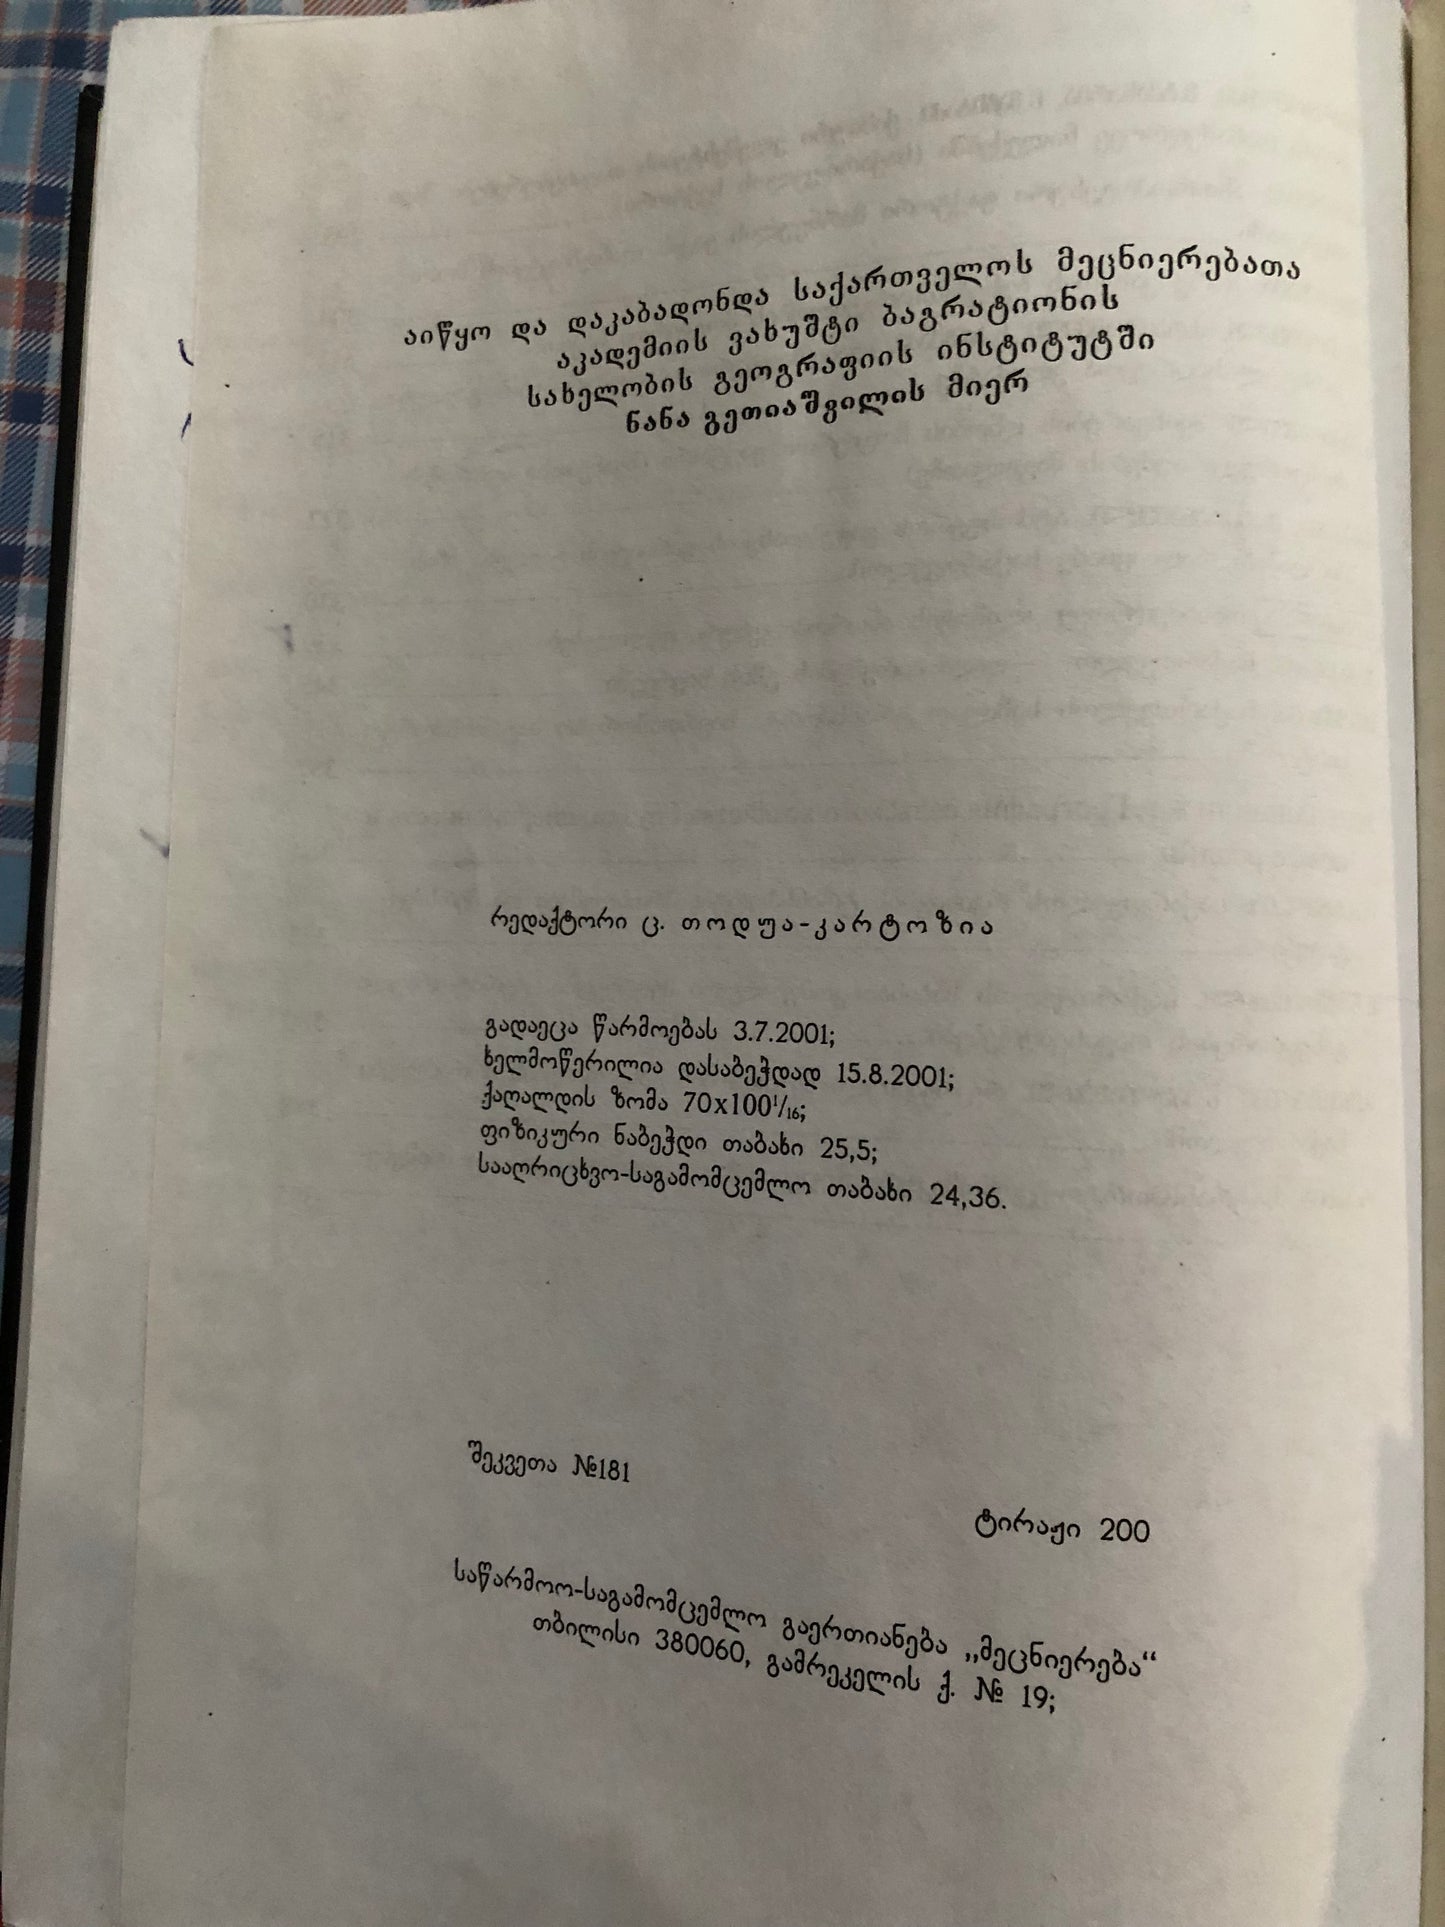 აიწყო და დაკაბადონდა საქართველოს მეცნიერებათა
აკადემიის ვახუშტი ბაგრატიონის
სახელობის გეოგრაფიის ინსტიტუტში
ნანა გეთიაშვილის მიერ
რედაქტორი ც. თოდუა-კარტოზია
გადაეცა წარმოებას 3.7.2001;
ხელმოწერილია დასაბეჭდად 15.8.2001;
ქაღალდის ზომა 70x100¹/₁₆;
ფიზიკური ნაბეჭდი თაბახი 25,5;
სააღრიცხვო-საგამომცემლო თაბახი 24,36.
შეკვეთა №181
ტირაჟი 200
საწარმოო-საგამომცემლო გაერთიანება „მეცნიერება“
თბილისი 380060, გამრეკელის ქ. № 19;